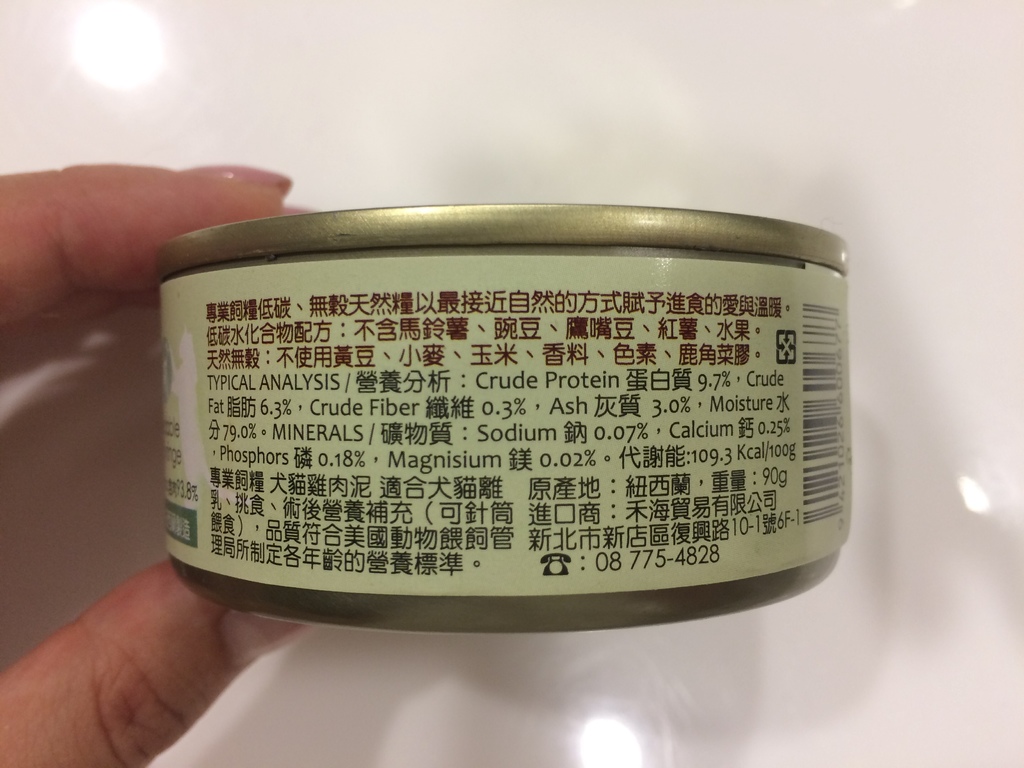 專業飼糧低碳、無穀天然糧以最接近自然的方式賦予進食的愛與溫暖。
低碳水化合物配方：不含馬鈴薯、豌豆、鷹嘴豆、紅薯、水果。
天然無穀：不使用黃豆、小麥、玉米、香料、色素、鹿角菜膠。
TYPICAL ANALYSIS / 營養分析：Crude Protein 蛋白質 9.7%，Crude
Fat 脂肪 6.3%，Crude Fiber 纖維 0.3%，Ash 灰質 3.0%，Moisture 水
分 79.0%。MINERALS / 礦物質：Sodium 鈉 0.07%，Calcium 鈣 0.25%
，Phosphors 磷 0.18%，Magnisium 鎂 0.02%。代謝能:109.3 Kcal/100g
專業飼糧 犬貓雞肉泥 適合犬貓離
乳、挑食、術後營養補充（可針筒
餵食），品質符合美國動物餵飼管
理局所制定各年齡的營養標準。
原產地：紐西蘭，重量：90g
進口商：禾海貿易有限公司
新北市新店區復興路10-1號6F-1
☎：08 775-4828
93.8%